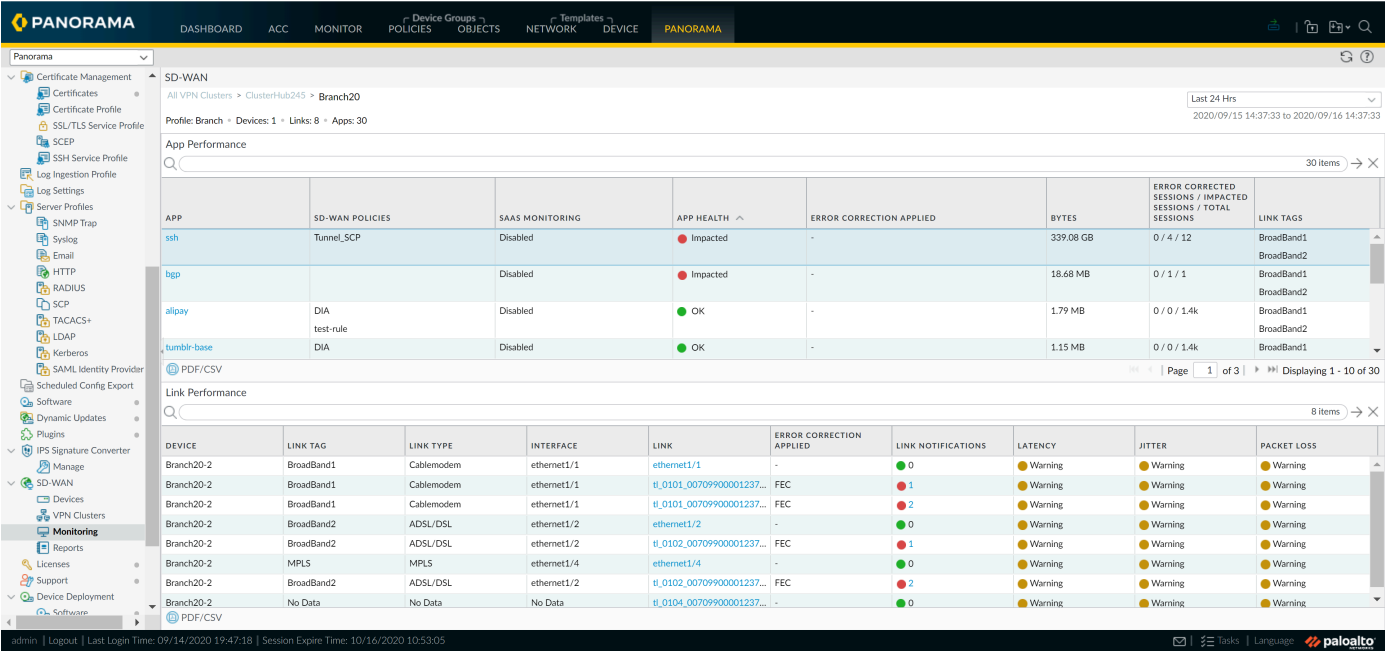 PANORAMA
DASHBOARD ACC MONITOR Device Groups POLICIES OBJECTS Templates NETWORK DEVICE PANORAMA
Panorama
Certificate Management
Certificates
Certificate Profile
SSL/TLS Service Profile
SCEP
SSH Service Profile
Log Ingestion Profile
Log Settings
Server Profiles
SNMP Trap
Syslog
Email
HTTP
RADIUS
SCP
TACACS+
LDAP
Kerberos
SAML Identity Provider
Scheduled Config Export
Software
Dynamic Updates
Plugins
IPS Signature Converter
Manage
SD-WAN
Devices
VPN Clusters
Monitoring
Reports
Licenses
Support
Device Deployment
Software
SD-WAN
All VPN Clusters > ClusterHub245 > Branch20
Last 24 Hrs
2020/09/15 14:37:33 to 2020/09/16 14:37:33
Profile: Branch • Devices: 1 • Links: 8 • Apps: 30
App Performance
30 items
APP SD-WAN POLICIES SAAS MONITORING APP HEALTH ERROR CORRECTION APPLIED BYTES ERROR CORRECTED SESSIONS / IMPACTED SESSIONS / TOTAL SESSIONS LINK TAGS
ssh Tunnel_SCP Disabled Impacted - 339.08 GB 0 / 4 / 12 BroadBand1
BroadBand2
bgp Disabled Impacted - 18.68 MB 0 / 1 / 1 BroadBand1
BroadBand2
alipay DIA Disabled OK - 1.79 MB 0 / 0 / 1.4k BroadBand1
test-rule BroadBand2
tumblr-base DIA Disabled OK - 1.15 MB 0 / 0 / 1.4k BroadBand1
PDF/CSV Page 1 of 3 Displaying 1 - 10 of 30
Link Performance
8 items
DEVICE LINK TAG LINK TYPE INTERFACE LINK ERROR CORRECTION APPLIED LINK NOTIFICATIONS LATENCY JITTER PACKET LOSS
Branch20-2 BroadBand1 Cablemodem ethernet1/1 ethernet1/1 - 0 Warning Warning Warning
Branch20-2 BroadBand1 Cablemodem ethernet1/1 tl_0101_00709900001237... FEC 1 Warning Warning Warning
Branch20-2 BroadBand1 Cablemodem ethernet1/1 tl_0101_00709900001237... FEC 2 Warning Warning Warning
Branch20-2 BroadBand2 ADSL/DSL ethernet1/2 ethernet1/2 - 0 Warning Warning Warning
Branch20-2 BroadBand2 ADSL/DSL ethernet1/2 tl_0102_00709900001237... FEC 1 Warning Warning Warning
Branch20-2 MPLS MPLS ethernet1/4 ethernet1/4 - 0 Warning Warning Warning
Branch20-2 BroadBand2 ADSL/DSL ethernet1/2 tl_0102_00709900001237... FEC 2 Warning Warning Warning
Branch20-2 No Data No Data No Data tl_0104_00709900001237... - 0 Warning Warning Warning
PDF/CSV
admin | Logout | Last Login Time: 09/14/2020 19:47:18 | Session Expire Time: 10/16/2020 10:53:05 | Tasks | Language paloalto NETWORKS